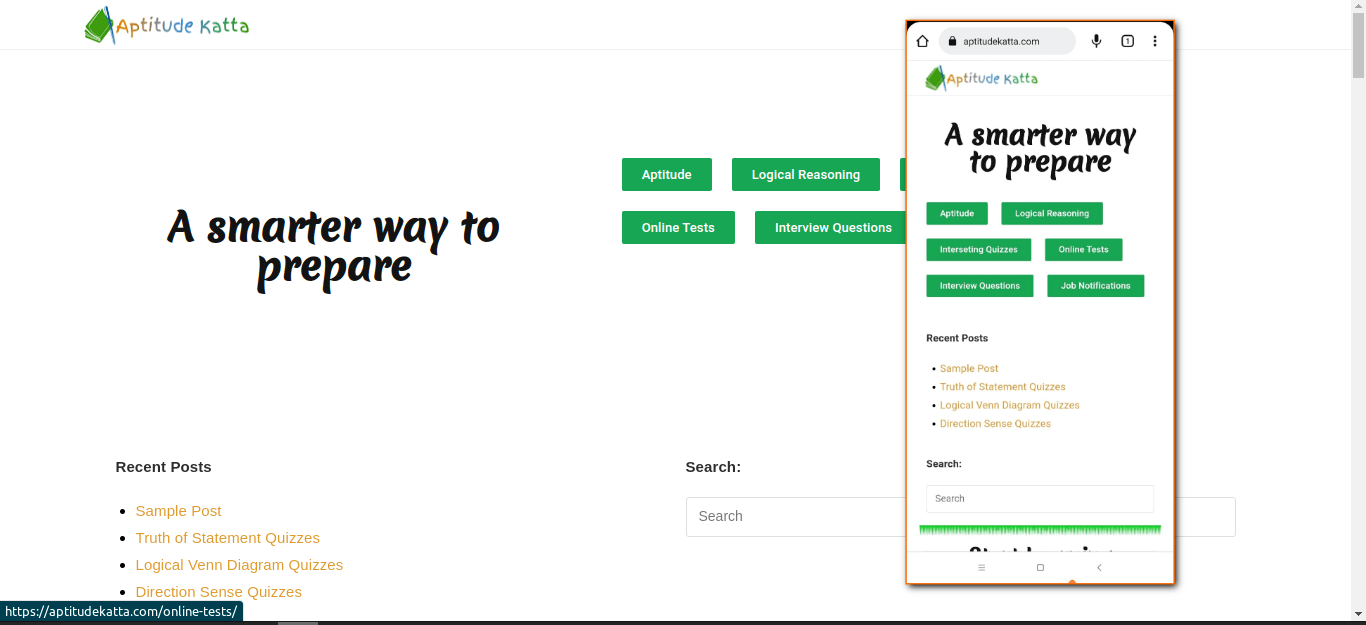 Aptitude Katta
Aptitude
Logical Reasoning
Online Tests
Interview Questions
A smarter way to
prepare
Recent Posts
Sample Post
Truth of Statement Quizzes
Logical Venn Diagram Quizzes
Direction Sense Quizzes
Search:
Search
https://aptitudekatta.com/online-tests/
aptitudekatta.com
1
Aptitude Katta
A smarter way
to prepare
Aptitude
Logical Reasoning
Interseting Quizzes
Online Tests
Interview Questions
Job Notifications
Recent Posts
Sample Post
Truth of Statement Quizzes
Logical Venn Diagram Quizzes
Direction Sense Quizzes
Search:
Search